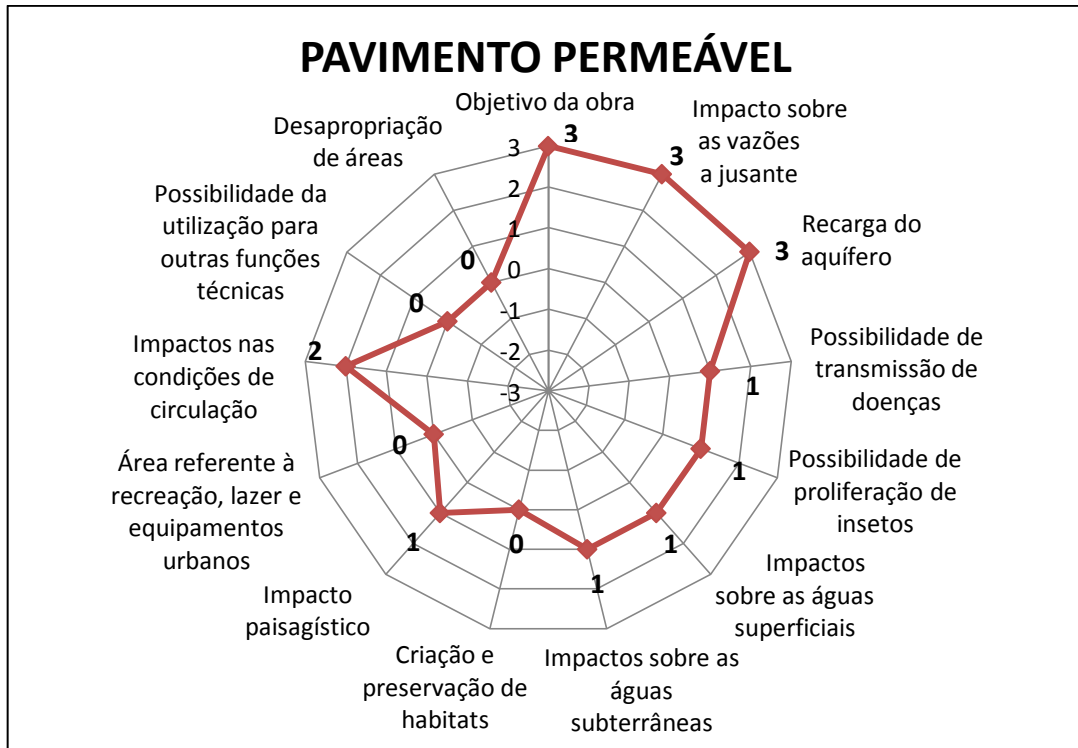 PAVIMENTO PERMEÁVEL
Objetivo da obra
3
Impacto sobre
as vazões
a jusante
3
Recarga do
aquífero
3
Possibilidade de
transmissão de
doenças
1
Possibilidade de
proliferação de
insetos
1
Impactos
sobre as águas
superficiais
1
Impactos sobre as
águas
subterrâneas
1
Criação e
preservação de
habitats
0
Impacto
paisagístico
1
Área referente à
recreação, lazer e
equipamentos
urbanos
0
Impactos nas
condições de
circulação
2
Possibilidade da
utilização para
outras funções
técnicas
0
Desapropriação
de áreas
0
3
2
1
0
-1
-2
-3